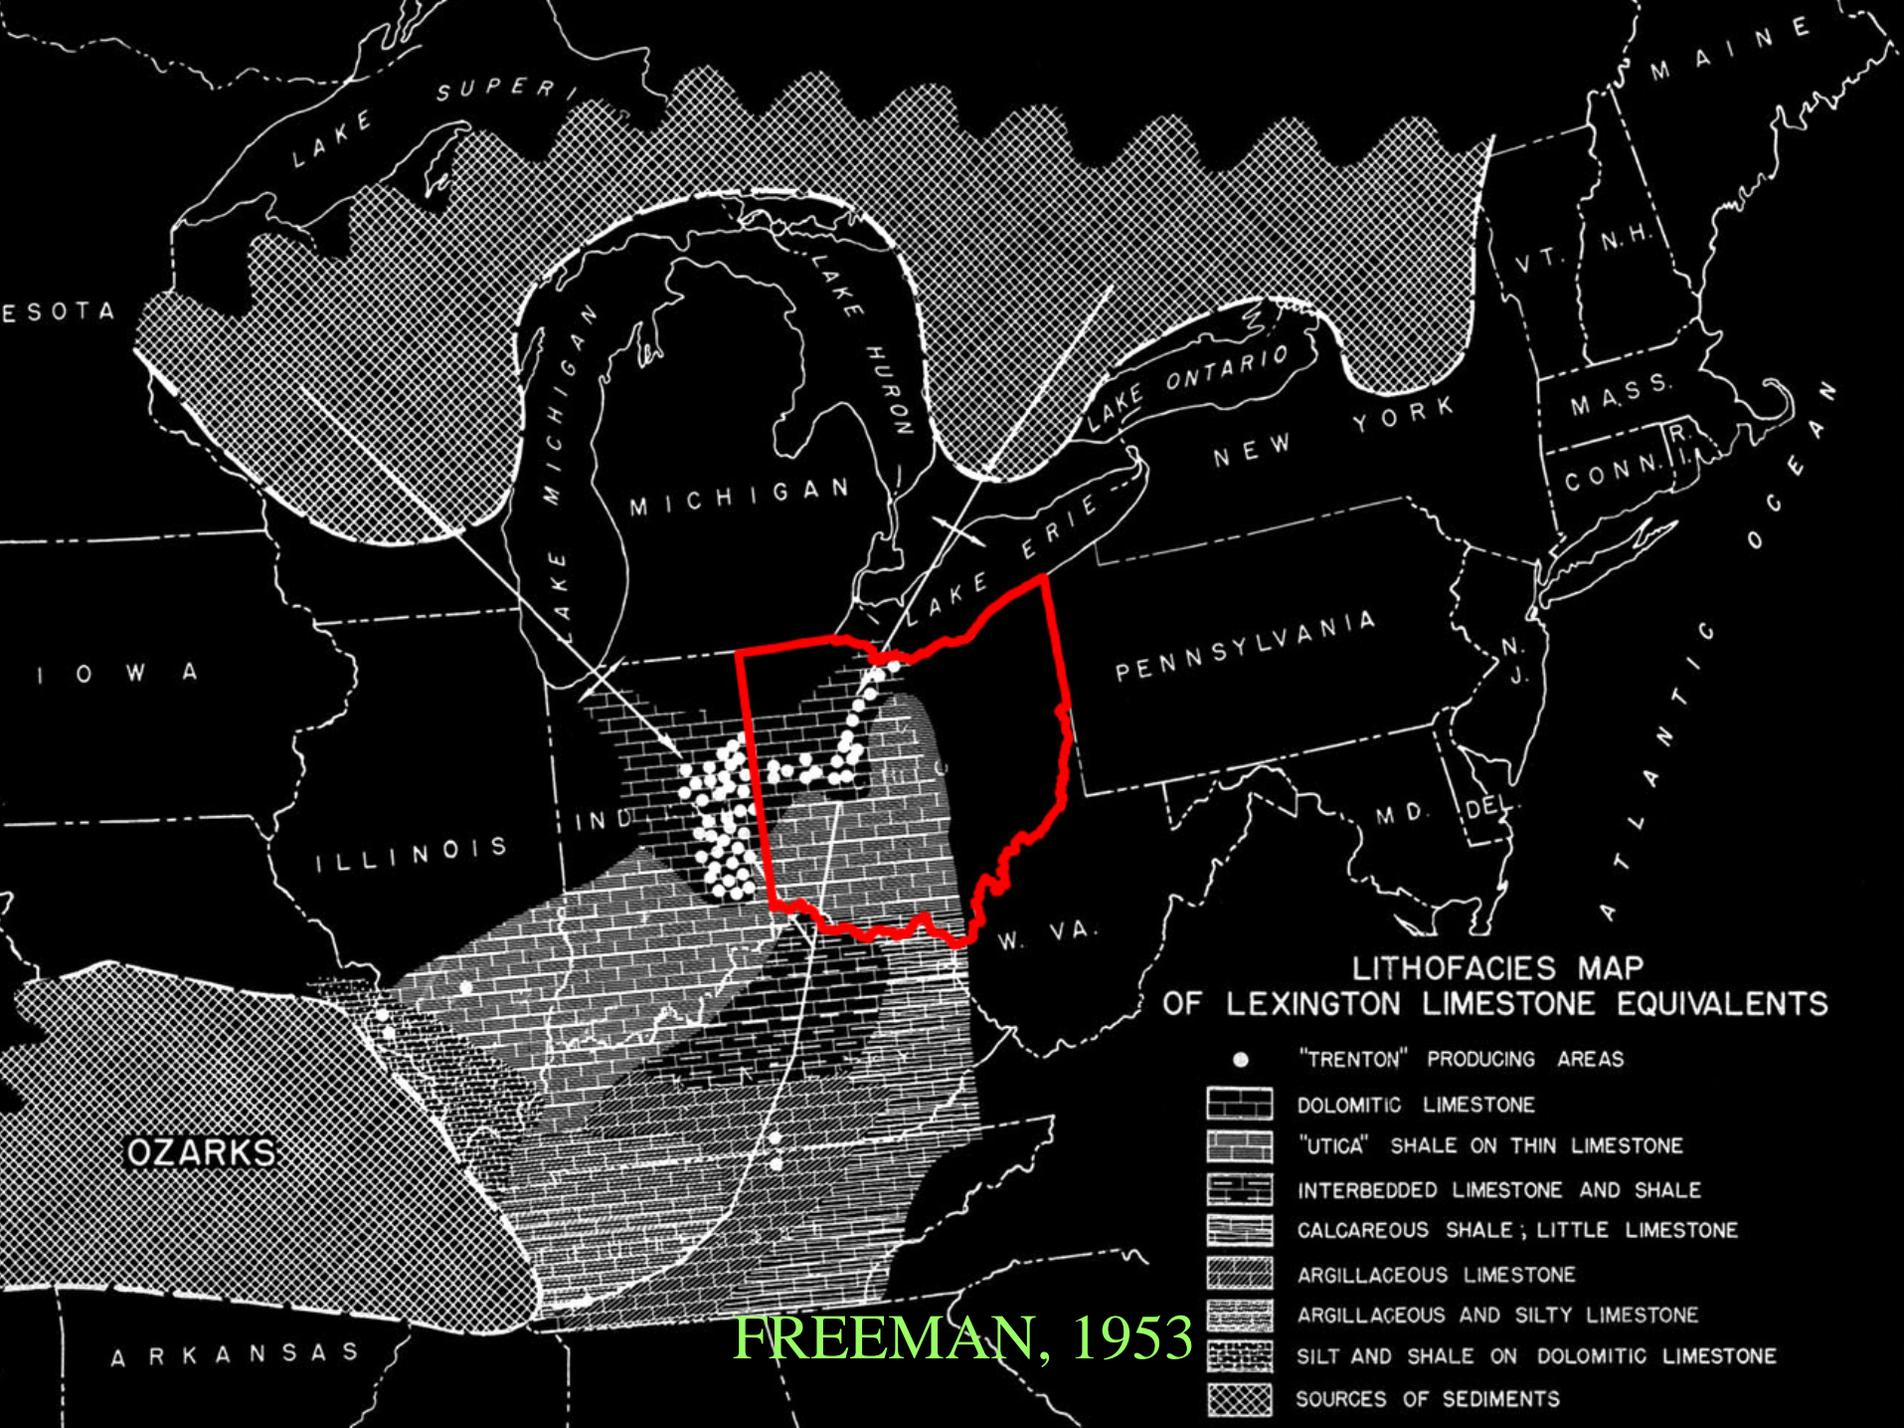 MAINE
LAKE SUPERI
ESOTA
VT.
N.H.
LAKE MICHIGAN
LAKE HURON
LAKE ONTARIO
MASS.
NEW YORK
R.I.
CONN.
MICHIGAN
LAKE ERIE
ATLANTIC OCEAN
LAKE MICHIGAN
IOWA
PENNSYLVANIA
N.J.
ILLINOIS
IND.
MD.
DEL.
W. VA.
LITHOFACIES MAP
OF LEXINGTON LIMESTONE EQUIVALENTS
"TRENTON" PRODUCING AREAS
DOLOMITIC LIMESTONE
"UTICA" SHALE ON THIN LIMESTONE
INTERBEDDED LIMESTONE AND SHALE
CALCAREOUS SHALE; LITTLE LIMESTONE
ARGILLACEOUS LIMESTONE
ARGILLACEOUS AND SILTY LIMESTONE
SILT AND SHALE ON DOLOMITIC LIMESTONE
SOURCES OF SEDIMENTS
OZARKS
ARKANSAS
FREEMAN, 1953